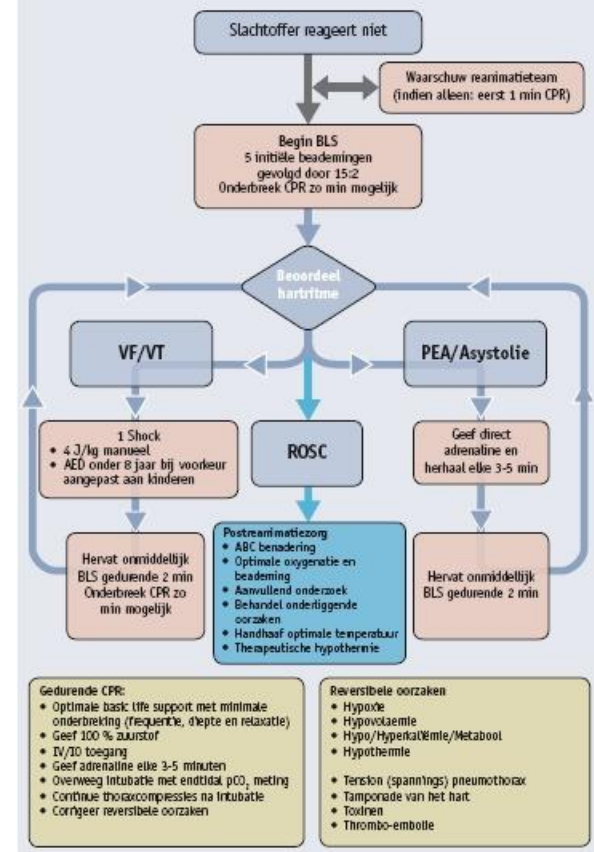 Slachtoffer reageert niet
Waarschuw reanimatieteam
(indien alleen: eerst 1 min CPR)
Begin BLS
5 initiële beademingen
gevolgd door 15:2
Onderbreek CPR zo min mogelijk
Beoordeel
hartritme
VF/VT
PEA/Asystolie
1 Shock
• 4 J/kg manueel
• AED onder 8 jaar bij voorkeur
aangepast aan kinderen
ROSC
Geef direct
adrenaline en
herhaal elke 3-5 min
Hervat onmiddellijk
BLS gedurende 2 min
Onderbreek CPR zo
min mogelijk
Postreanimatiezorg
• ABC benadering
• Optimale oxygenatie en
beademing
• Aanvullend onderzoek
• Behandel onderliggende
oorzaken
• Handhaaf optimale temperatuur
• Therapeutische hypothermie
Hervat onmiddellijk
BLS gedurende 2 min
Gedurende CPR:
• Optimale basic life support met minimale
onderbreking (frequentie, diepte en relaxatie)
• Geef 100 % zuurstof
• IV/IO toegang
• Geef adrenaline elke 3-5 minuten
• Overweeg intubatie met endtidal pCO₂ meting
• Continue thoraxcompressies na intubatie
• Corrigeer reversibele oorzaken
Reversibele oorzaken
• Hypoxie
• Hypovolaemie
• Hypo/Hyperkaliëmie/Metabool
• Hypothermie
• Tension (spannings) pneumothorax
• Tamponade van het hart
• Toxinen
• Thrombo-embolie